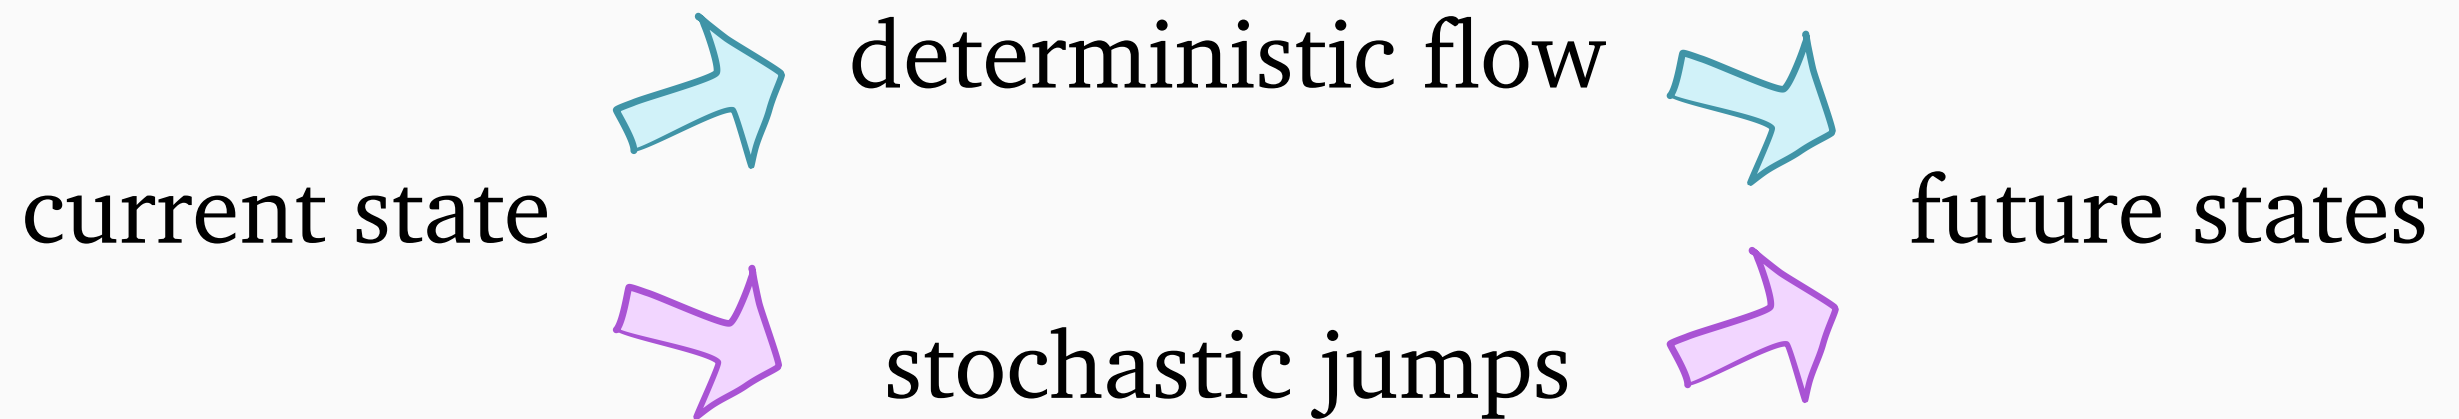 deterministic flow
current state
future states
stochastic jumps